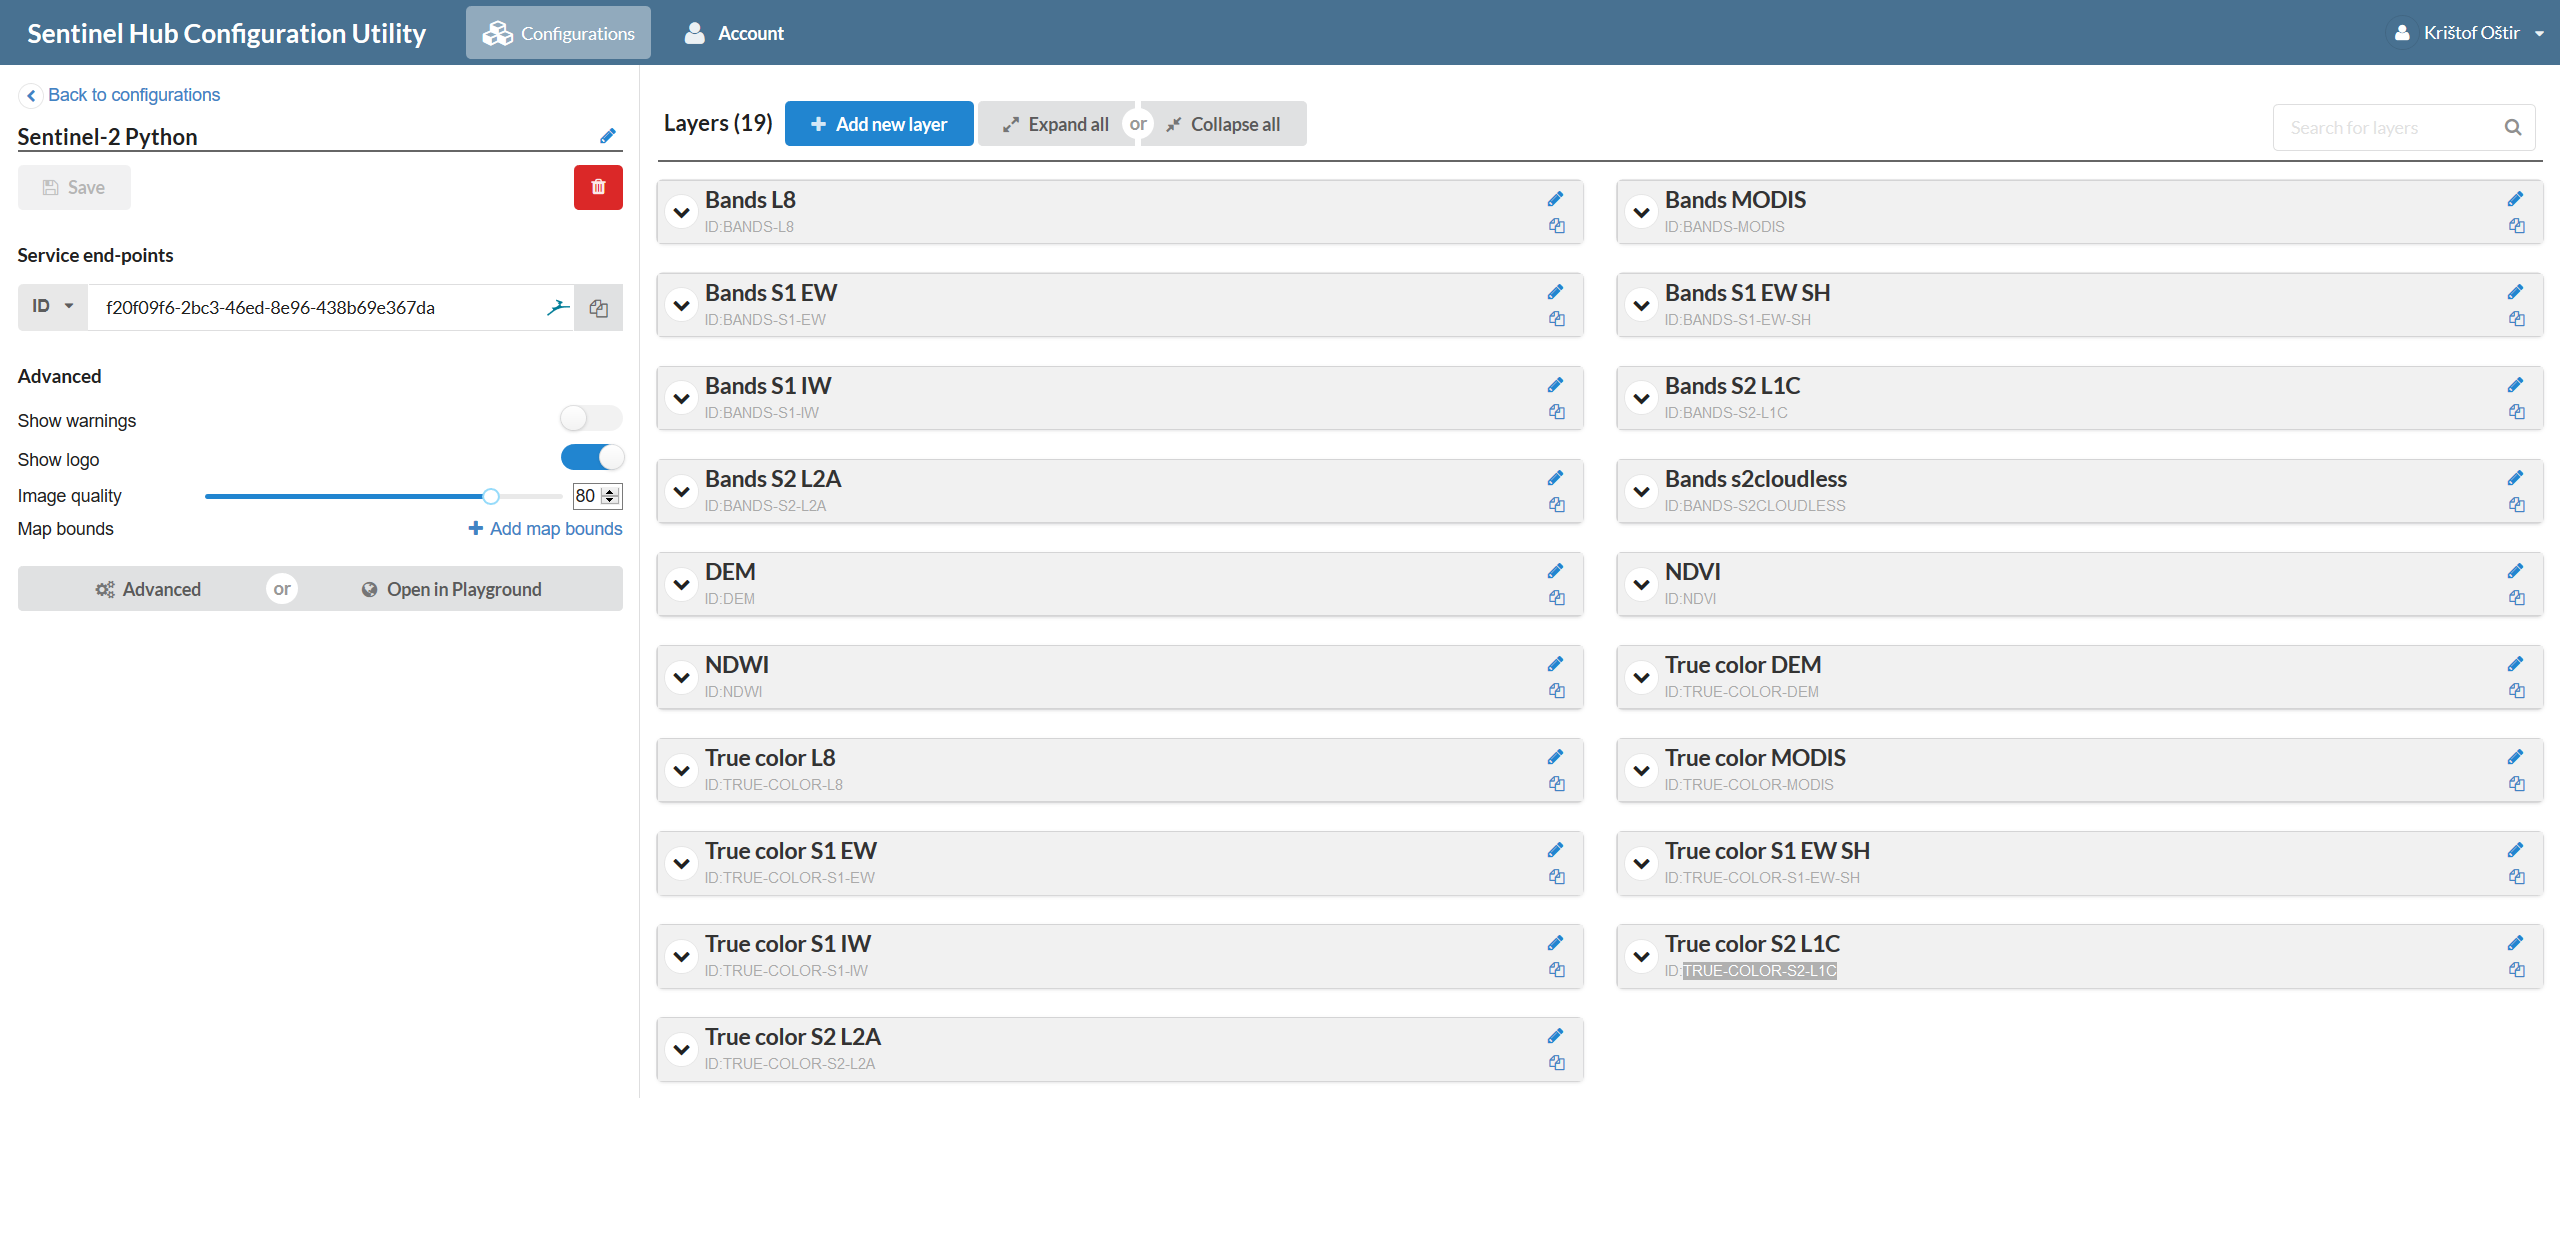 Sentinel Hub Configuration Utility
Configurations
Account
Krištof Oštir
Back to configurations
Sentinel-2 Python
Save
Service end-points
ID
f20f09f6-2bc3-46ed-8e96-438b69e367da
Advanced
Show warnings
Show logo
Image quality
80
Map bounds
Add map bounds
Advanced
or
Open in Playground
Layers (19)
Add new layer
Expand all
or
Collapse all
Search for layers
Bands L8
ID:BANDS-L8
Bands MODIS
ID:BANDS-MODIS
Bands S1 EW
ID:BANDS-S1-EW
Bands S1 EW SH
ID:BANDS-S1-EW-SH
Bands S1 IW
ID:BANDS-S1-IW
Bands S2 L1C
ID:BANDS-S2-L1C
Bands S2 L2A
ID:BANDS-S2-L2A
Bands s2cloudless
ID:BANDS-S2CLOUDLESS
DEM
ID:DEM
NDVI
ID:NDVI
NDWI
ID:NDWI
True color DEM
ID:TRUE-COLOR-DEM
True color L8
ID:TRUE-COLOR-L8
True color MODIS
ID:TRUE-COLOR-MODIS
True color S1 EW
ID:TRUE-COLOR-S1-EW
True color S1 EW SH
ID:TRUE-COLOR-S1-EW-SH
True color S1 IW
ID:TRUE-COLOR-S1-IW
True color S2 L1C
ID:TRUE-COLOR-S2-L1C
True color S2 L2A
ID:TRUE-COLOR-S2-L2A